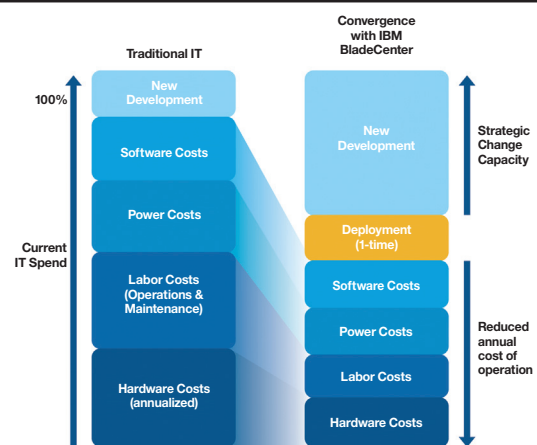 Traditional IT
Convergence
with IBM
BladeCenter
100%
Current
IT Spend
New
Development
Software Costs
Power Costs
Labor Costs
(Operations &
Maintenance)
Hardware Costs
(annualized)
New
Development
Deployment
(1-time)
Software Costs
Power Costs
Labor Costs
Hardware Costs
Strategic
Change
Capacity
Reduced
annual
cost of
operation